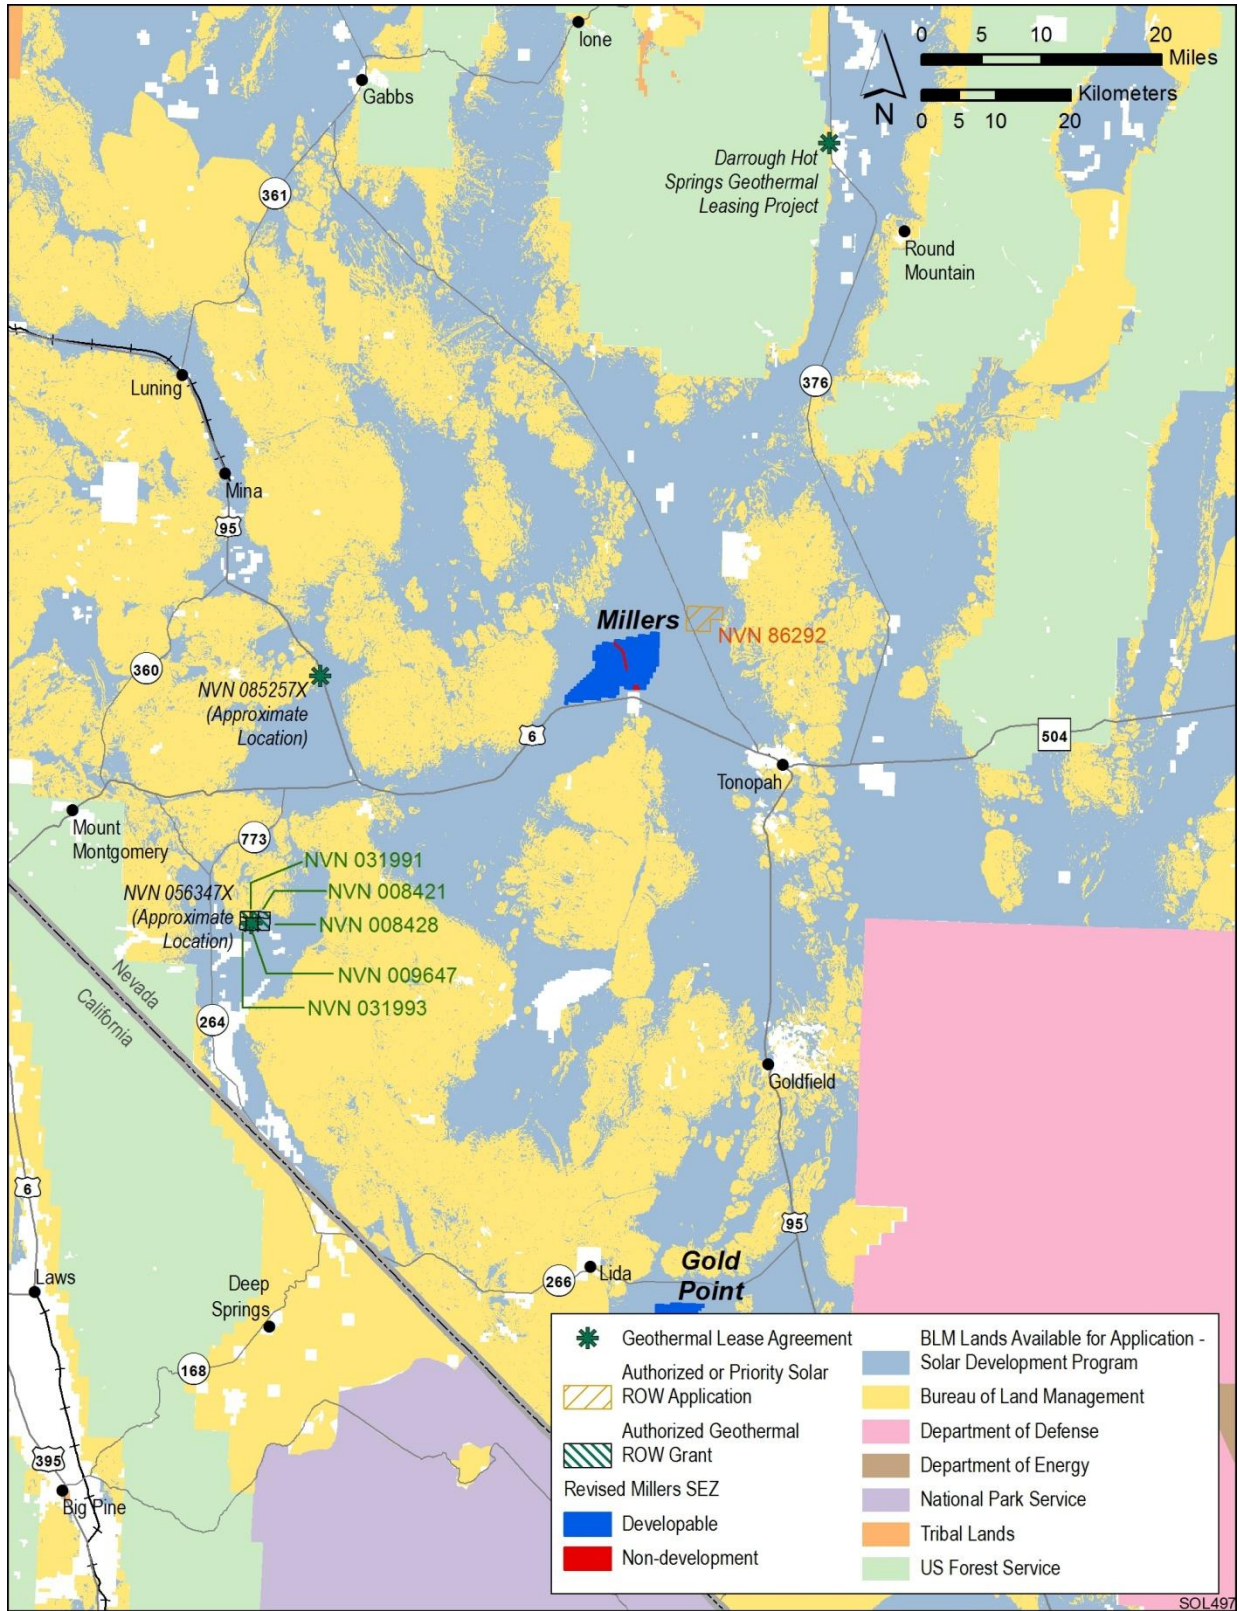 Ione
0 5 10 20
Miles
Gabbs
N
Kilometers
0 5 10 20
Darrough Hot
Springs Geothermal
Leasing Project
361
Round
Mountain
376
Luning
Mina
95
Millers
NVN 86292
360
NVN 085257X
(Approximate
Location)
6
504
Tonopah
Mount
Montgomery
773
NVN 031991
NVN 056347X
(Approximate
Location)
NVN 008421
NVN 008428
NVN 009647
NVN 031993
Nevada
California
264
Goldfield
6
95
Gold
Point
Laws
Deep
Springs
266
Lida
168
395
Big Pine
Geothermal Lease Agreement
Authorized or Priority Solar
ROW Application
Authorized Geothermal
ROW Grant
Revised Millers SEZ
Developable
Non-development
BLM Lands Available for Application -
Solar Development Program
Bureau of Land Management
Department of Defense
Department of Energy
National Park Service
Tribal Lands
US Forest Service
SOL497